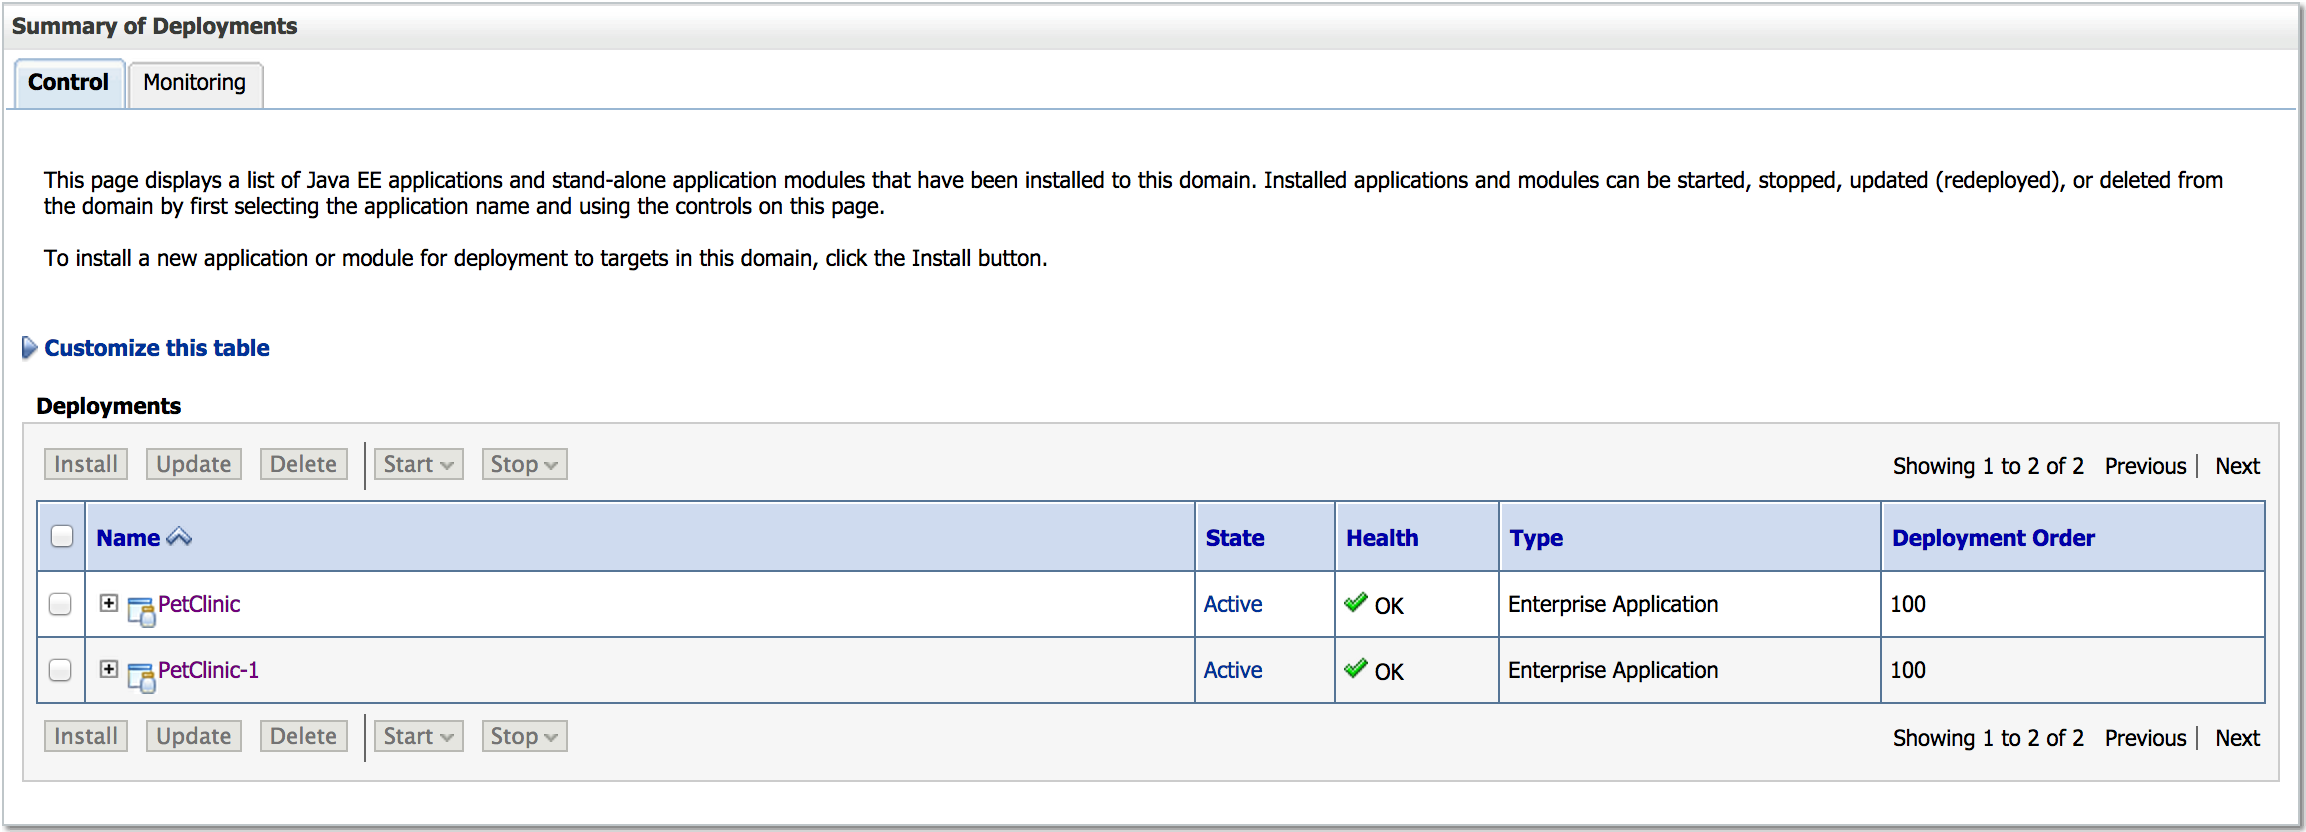 Summary of Deployments
Control Monitoring
This page displays a list of Java EE applications and stand-alone application modules that have been installed to this domain. Installed applications and modules can be started, stopped, updated (redeployed), or deleted from
the domain by first selecting the application name and using the controls on this page.
To install a new application or module for deployment to targets in this domain, click the Install button.
Customize this table
Deployments
Install Update Delete Start Stop Showing 1 to 2 of 2 Previous Next
Name State Health Type Deployment Order
PetClinic Active OK Enterprise Application 100
PetClinic-1 Active OK Enterprise Application 100
Install Update Delete Start Stop Showing 1 to 2 of 2 Previous Next